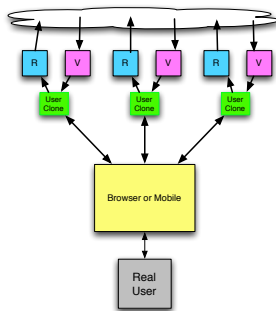 R V R V R V
User User User
Clone Clone Clone
Browser or Mobile
Real
User